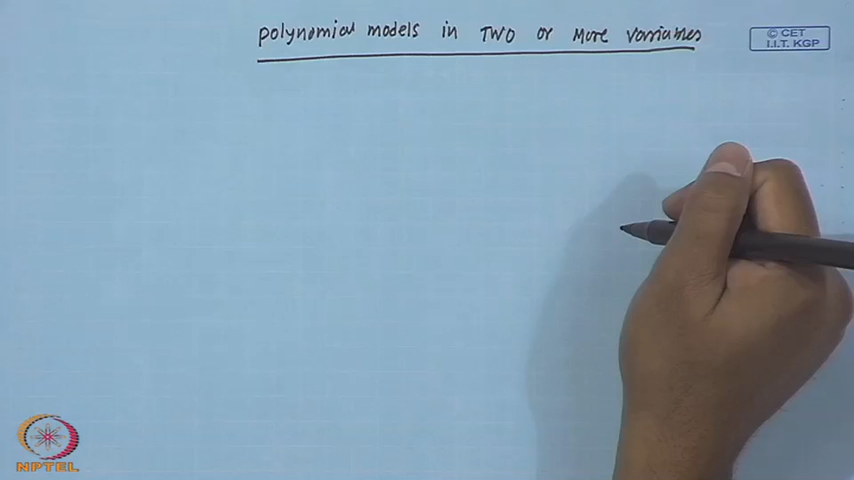 polynomial models in Two or More Variables
© CET
I.I.T. KGP
NPTEL